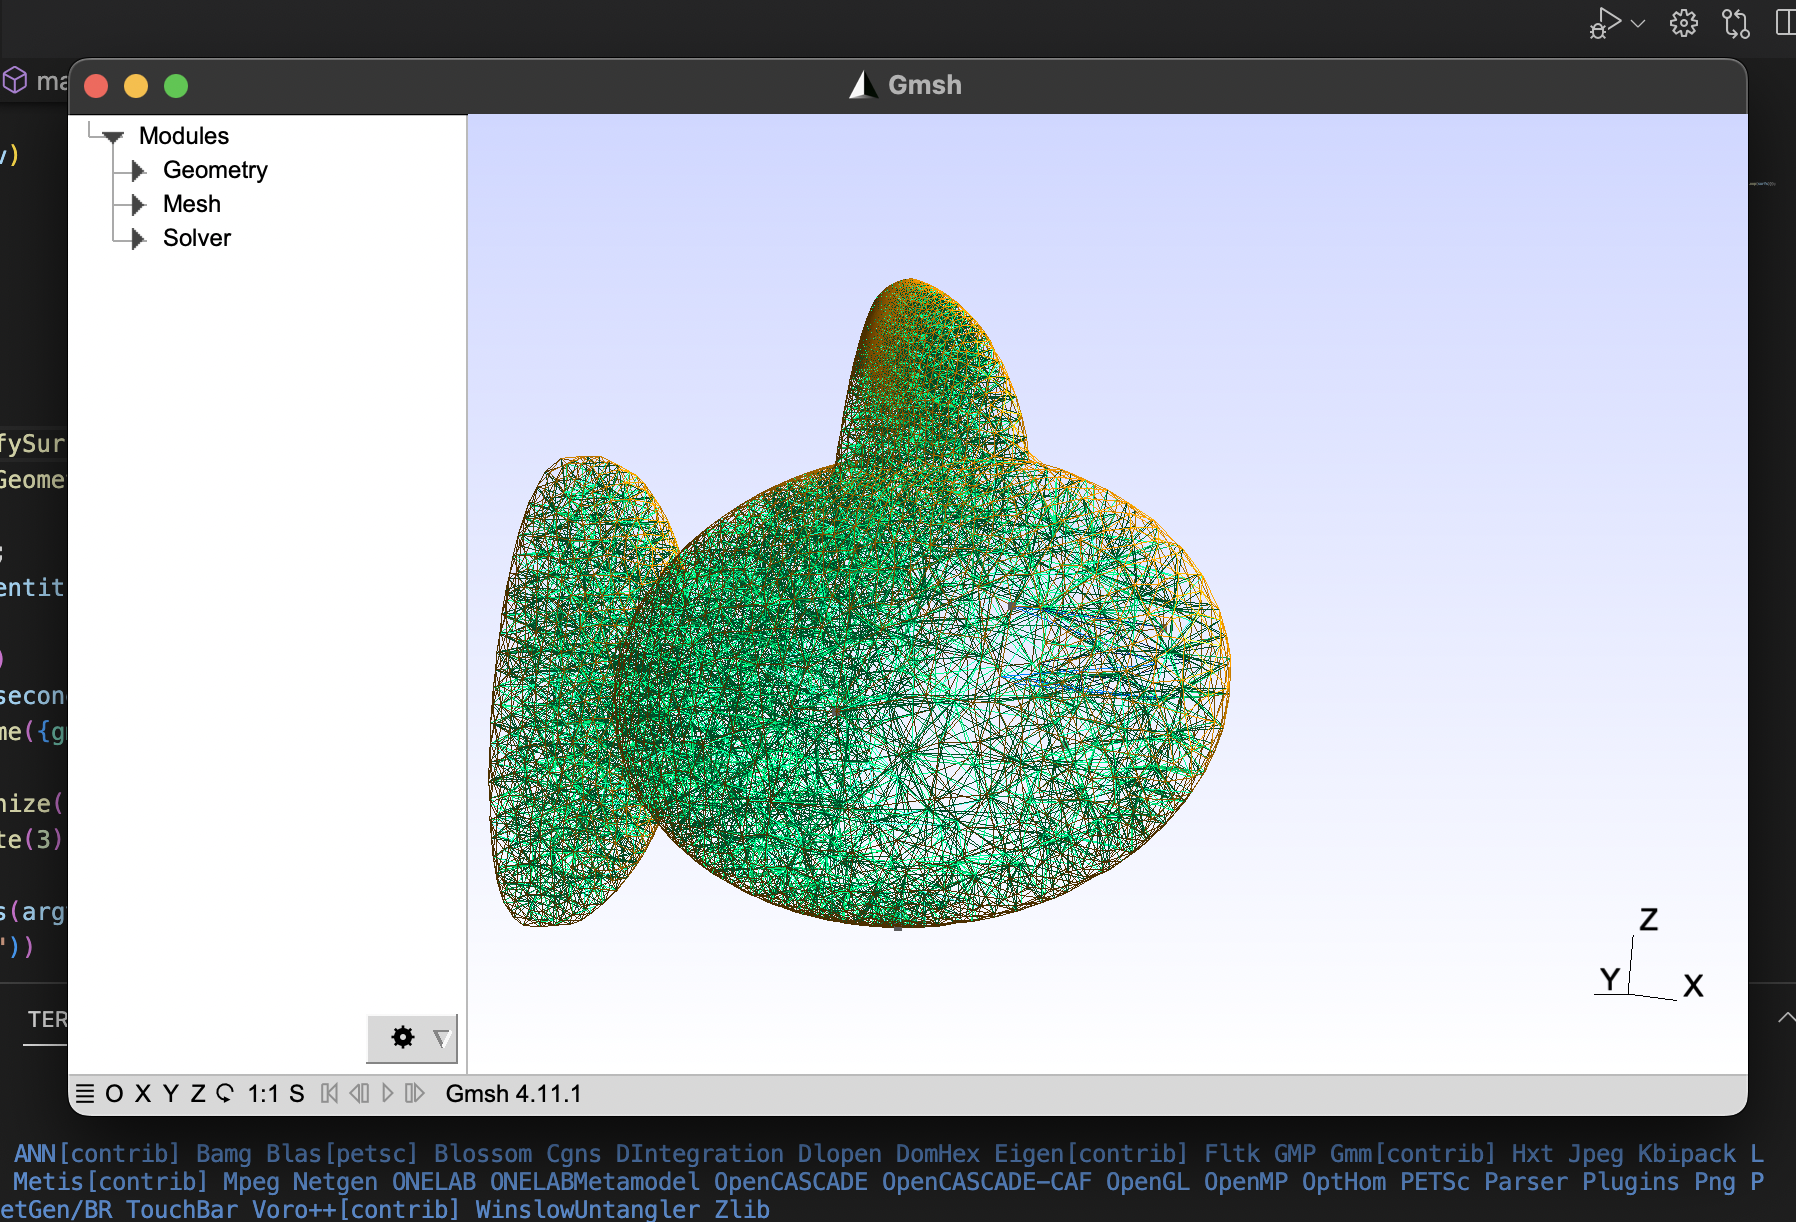 ma
Gmsh
v)
Modules
Geometry
Mesh
Solver
fySur
Geome
;
entit
)
secon
me({g
nize(
te(3)
s(arg
'))
Z
Y
X
TER
O X Y Z 1:1 S Gmsh 4.11.1
ANN[contrib] Bamg Blas[petsc] Blossom Cgns DIntegration Dlopen DomHex Eigen[contrib] Fltk GMP Gmm[contrib] Hxt Jpeg Kbipack L
Metis[contrib] Mpeg Netgen ONELAB ONELABMetamodel OpenCASCADE OpenCASCADE-CAF OpenGL OpenMP OptHom PETSc Parser Plugins Png P
etGen/BR TouchBar Voro++[contrib] WinslowUntangler Zlib